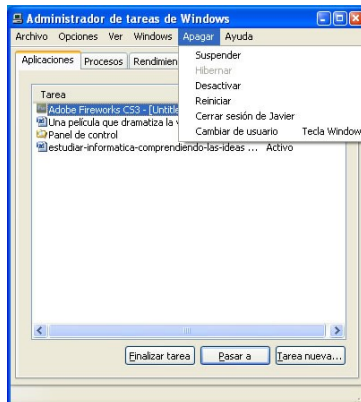 Administrador de tareas de Windows
Archivo Opciones Ver Windows Apagar Ayuda
Aplicaciones Procesos Rendimien
Suspender
Hibernar
Desactivar
Reiniciar
Cerrar sesión de Javier
Cambiar de usuario Tecla Window
Tarea
Adobe Fireworks CS3 - [Untitle
Una película que dramatiza la v
Panel de control
estudiar-informatica-comprendiendo-las-ideas ... Activo
Finalizar tarea Pasar a Tarea nueva...